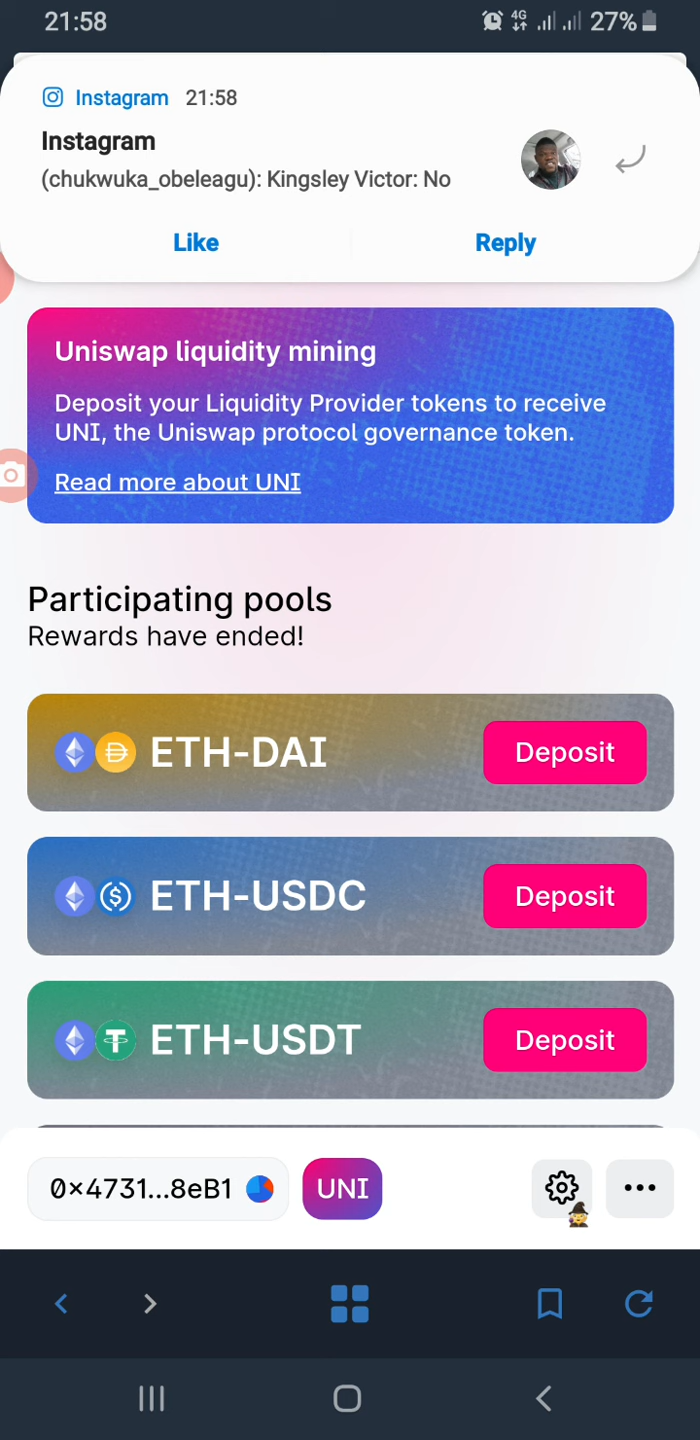 21:58
4G
27%
Instagram 21:58
Instagram
(chukwuka_obeleagu): Kingsley Victor: No
Like
Reply
Uniswap liquidity mining
Deposit your Liquidity Provider tokens to receive
UNI, the Uniswap protocol governance token.
Read more about UNI
Participating pools
Rewards have ended!
ETH-DAI Deposit
ETH-USDC Deposit
ETH-USDT Deposit
0x4731...8eB1 UNI